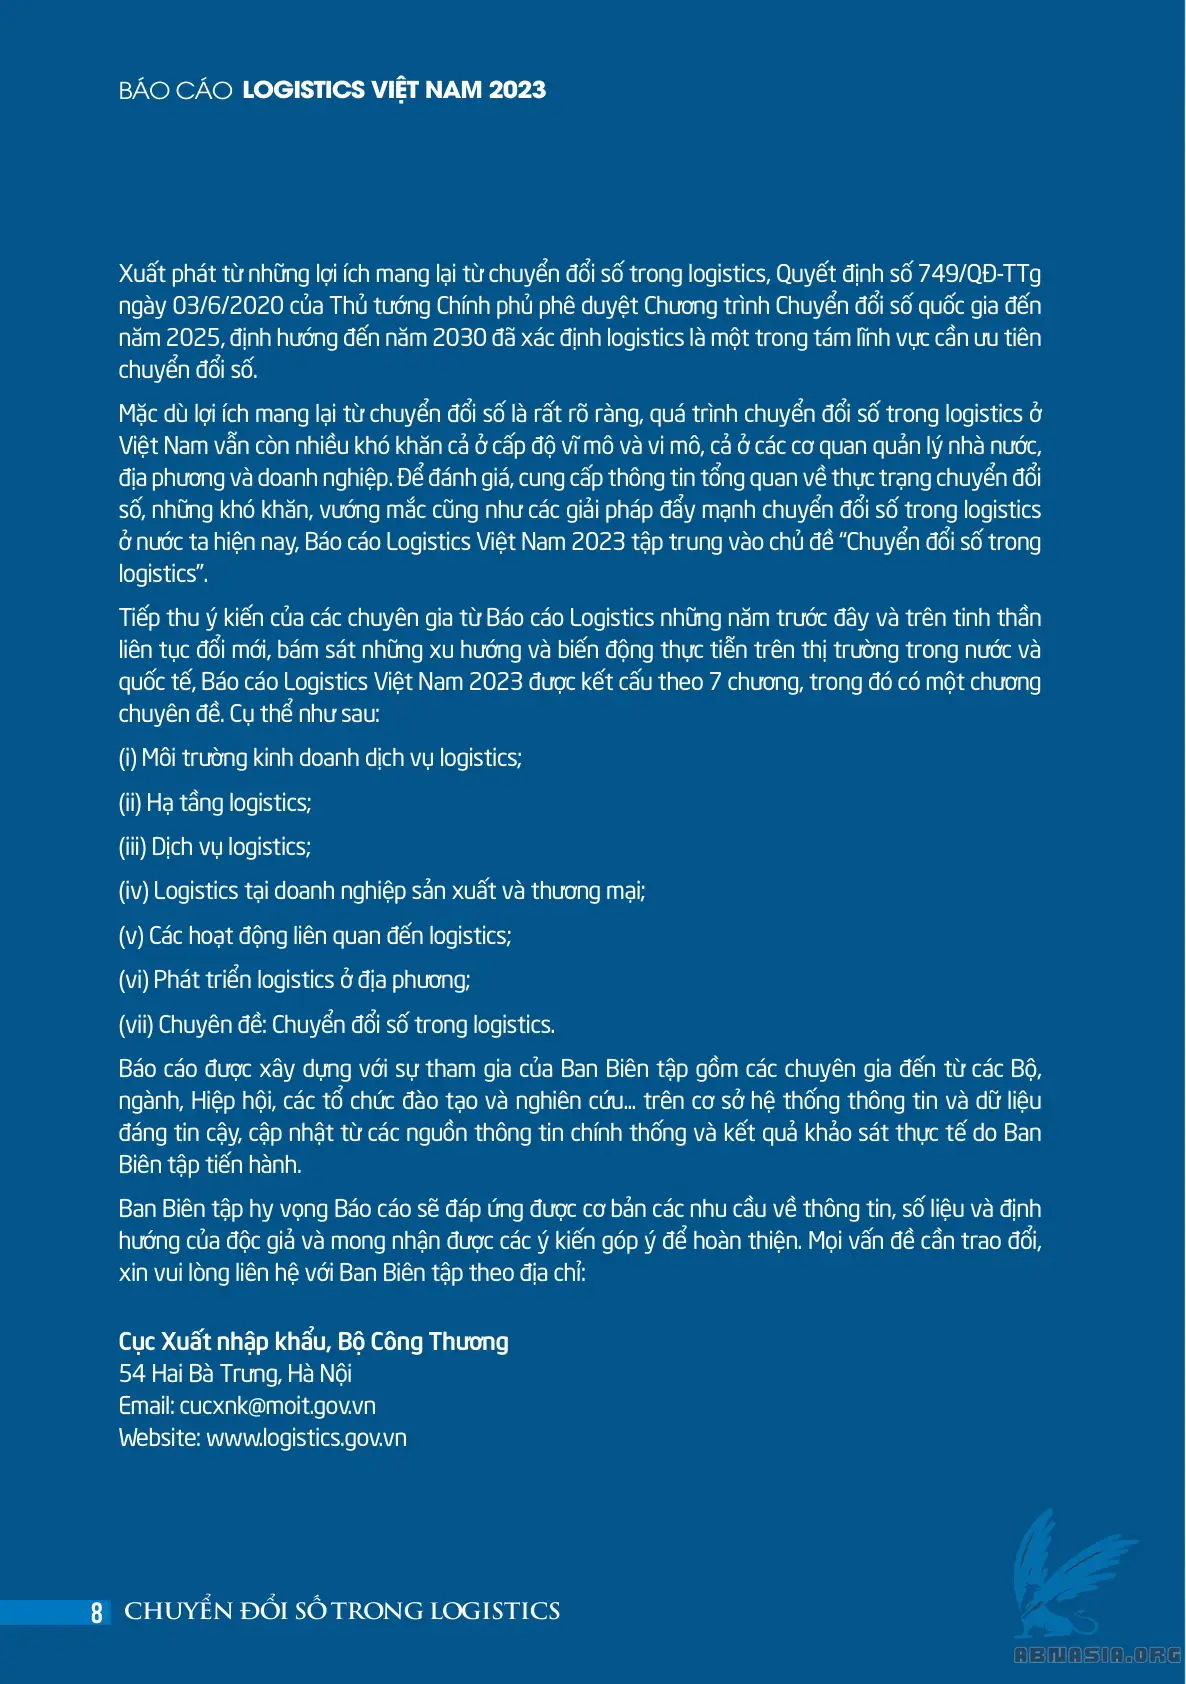 BÁO CÁO LOGISTICS VIỆT NAM 2023
Xuất phát từ những lợi ích mang lại từ chuyển đổi số trong logistics, Quyết định số 749/QĐ-TTg
ngày 03/6/2020 của Thủ tướng Chính phủ phê duyệt Chương trình Chuyển đổi số quốc gia đến
năm 2025, định hướng đến năm 2030 đã xác định logistics là một trong tám lĩnh vực cần ưu tiên
chuyển đổi số.
Mặc dù lợi ích mang lại từ chuyển đổi số là rất rõ ràng, quá trình chuyển đổi số trong logistics ở
Việt Nam vẫn còn nhiều khó khăn cả ở cấp độ vĩ mô và vi mô, cả ở các cơ quan quản lý nhà nước,
địa phương và doanh nghiệp. Để đánh giá, cung cấp thông tin tổng quan về thực trạng chuyển đổi
số, những khó khăn, vướng mắc cũng như các giải pháp đẩy mạnh chuyển đổi số trong logistics
ở nước ta hiện nay, Báo cáo Logistics Việt Nam 2023 tập trung vào chủ đề “Chuyển đổi số trong
logistics”.
Tiếp thu ý kiến của các chuyên gia từ Báo cáo Logistics những năm trước đây và trên tinh thần
liên tục đổi mới, bám sát những xu hướng và biến động thực tiễn trên thị trường trong nước và
quốc tế, Báo cáo Logistics Việt Nam 2023 được kết cấu theo 7 chương, trong đó có một chương
chuyên đề. Cụ thể như sau:
(i) Môi trường kinh doanh dịch vụ logistics;
(ii) Hạ tầng logistics;
(iii) Dịch vụ logistics;
(iv) Logistics tại doanh nghiệp sản xuất và thương mại;
(v) Các hoạt động liên quan đến logistics;
(vi) Phát triển logistics ở địa phương;
(vii) Chuyên đề: Chuyển đổi số trong logistics.
Báo cáo được xây dựng với sự tham gia của Ban Biên tập gồm các chuyên gia đến từ các Bộ,
ngành, Hiệp hội, các tổ chức đào tạo và nghiên cứu... trên cơ sở hệ thống thông tin và dữ liệu
đáng tin cậy, cập nhật từ các nguồn thông tin chính thống và kết quả khảo sát thực tế do Ban
Biên tập tiến hành.
Ban Biên tập hy vọng Báo cáo sẽ đáp ứng được cơ bản các nhu cầu về thông tin, số liệu và định
hướng của độc giả và mong nhận được các ý kiến góp ý để hoàn thiện. Mọi vấn đề cần trao đổi,
xin vui lòng liên hệ với Ban Biên tập theo địa chỉ:
Cục Xuất nhập khẩu, Bộ Công Thương
54 Hai Bà Trưng, Hà Nội
Email: cucxnk@moit.gov.vn
Website: www.logistics.gov.vn
8 CHUYỂN ĐỔI SỐ TRONG LOGISTICS
ABNASIA.ORG